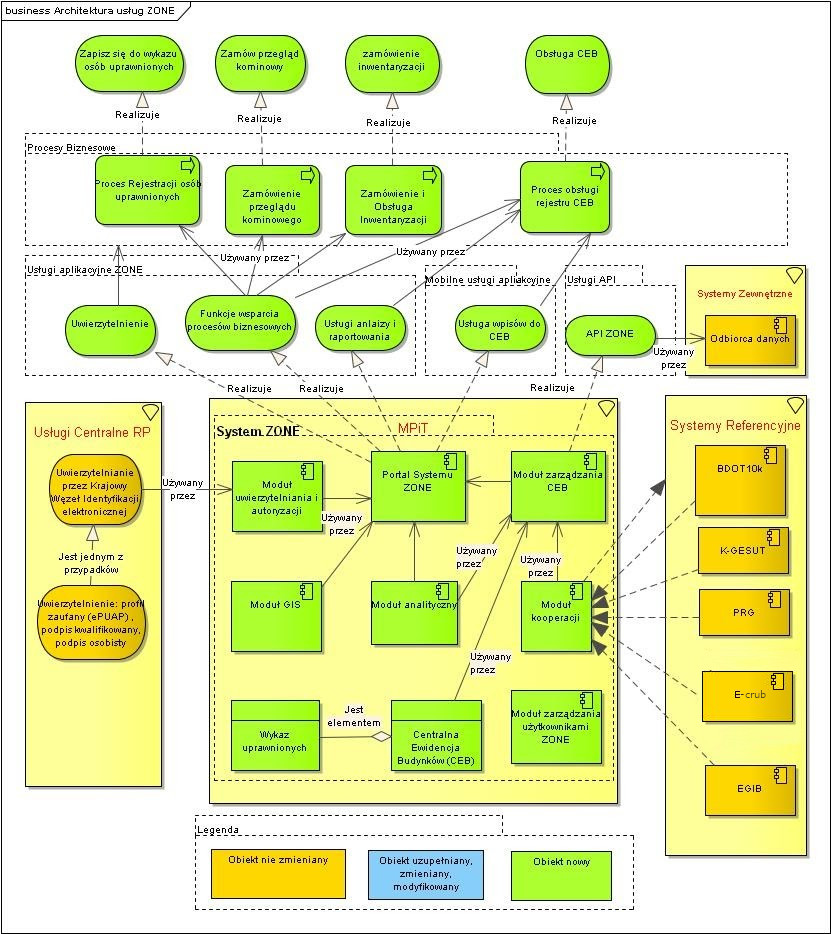 business Architektura usług ZONE
Zapisz się do wykazu
osób uprawnionych
Zamów przegląd
kominowy
zamówienie
inwentaryzacji
Obsługa CEB
Realizuje
Realizuje
Realizuje
Realizuje
Procesy Biznesowe
Proces Rejestracji osób
uprawnionych
Zamówienie
przeglądu
kominowego
Zamówienie i
Obsługa
Inwentaryzacji
Proces obsługi
rejestru CEB
Używany przez
Używany przez
Usługi aplikacyjne ZONE
Mobilne usługi apliakcyjne
Usługi API
Uwierzytelnienie
Funkcje wsparcia
procesów biznesowych
Usługi anlaizy i
raportowania
Usługa wpisów do
CEB
API ZONE
Używany
przez
Systemy Zewnętrzne
Odbiorca danych
Realizuje
Realizuje
Realizuje
Usługi Centralne RP
Uwierzytelnianie
przez Krajowy
Węzeł Identyfikacji
elektronicznej
Używany
przez
Jest jednym z
przypadków
Uwierzytelnienie: profil
zaufany (ePUAP) ,
podpis kwalifikowany,
podpis osobisty
MPiT
System ZONE
Moduł
uwierzytelniania i
autoryzacji
Używany
przez
Portal Systemu
ZONE
Moduł zarządzania
CEB
Używany
przez
Używany
przez
Moduł GIS
Moduł analityczny
Moduł
kooperacji
Używany
przez
Wykaz
uprawnionych
Jest
elementem
Centralna
Ewidencja
Budynków (CEB)
Moduł zarządzania
użytkownikami
ZONE
Systemy Referencyjne
BDOT10k
K-GESUT
PRG
E-crub
EGIB
Legenda
Obiekt nie zmieniany
Obiekt uzupełniany,
zmieniany,
modyfikowany
Obiekt nowy